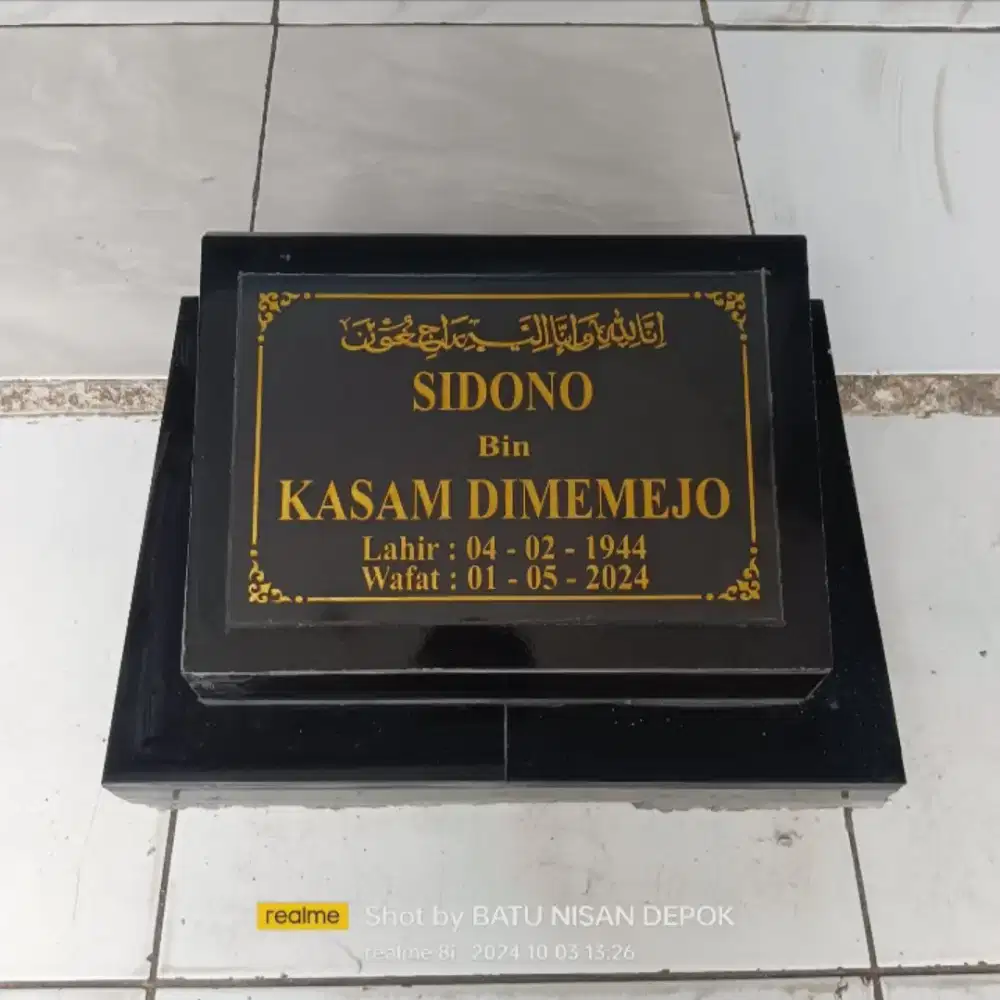 إنا لله وإنا إليه راجعون
SIDONO
Bin
KASAM DIMEMEJO
Lahir : 04 - 02 - 1944
Wafat : 01 - 05 - 2024
realme Shot by BATU NISAN DEPOK
realme 8i 2024 10 03 13:26